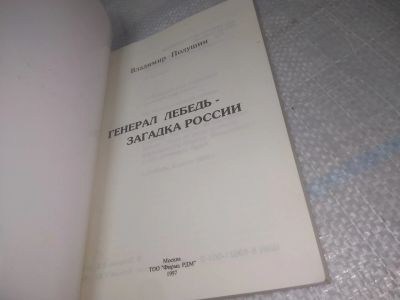 Владимир Полушин
ГЕНЕРАЛ ЛЕБЕДЬ -
ЗАГАДКА РОССИИ
Москва
ТОО "Фирма РДМ"
1997